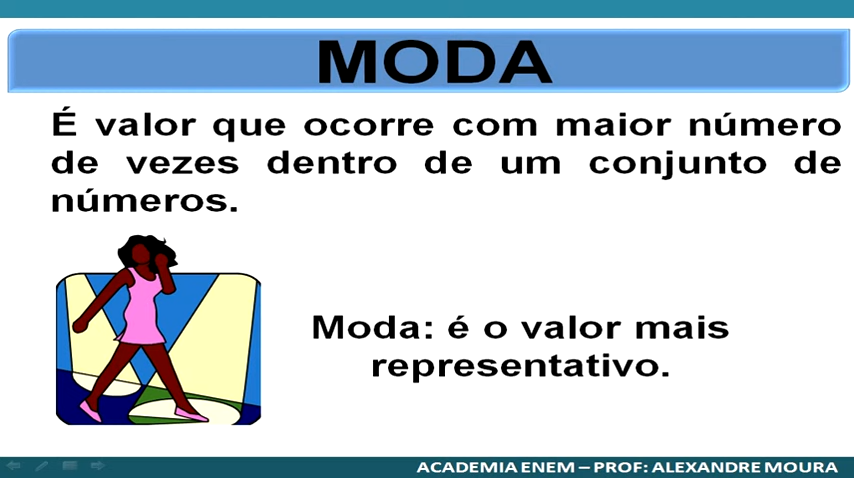 MODA
É valor que ocorre com maior número
de vezes dentro de um conjunto de
números.
Moda: é o valor mais
representativo.
ACADEMIA ENEM – PROF: ALEXANDRE MOURA